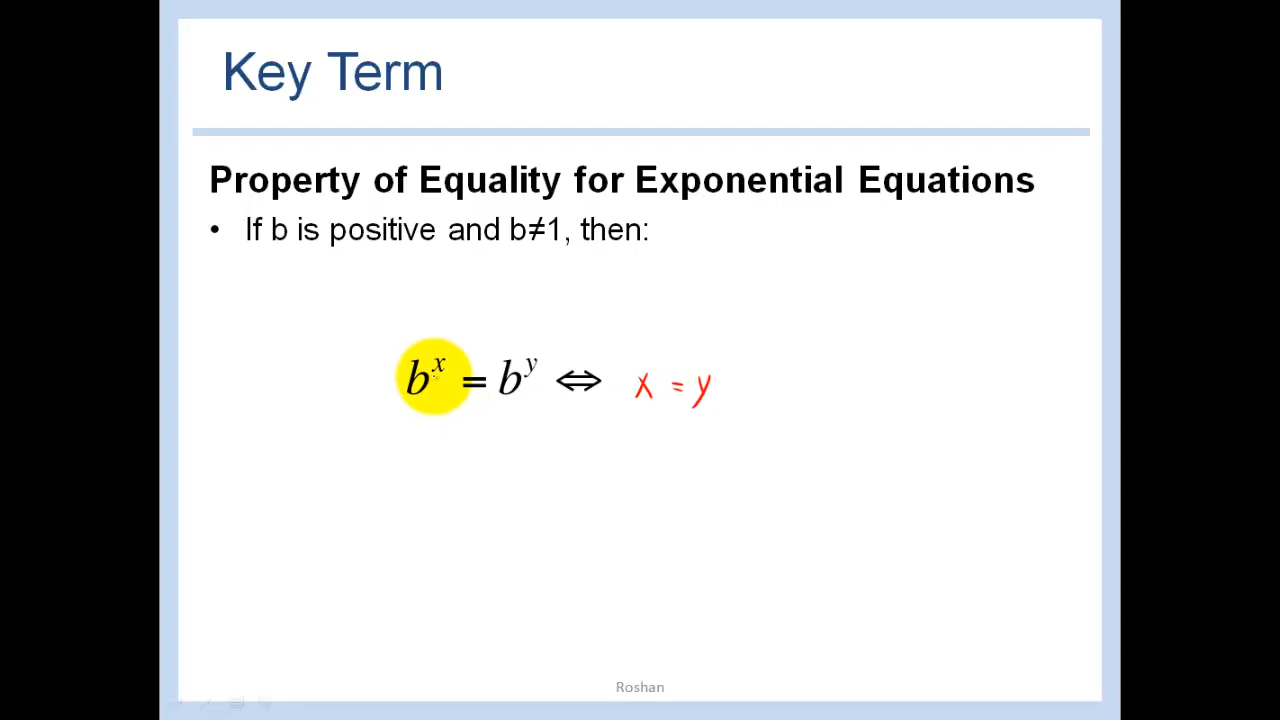 Key Term
Property of Equality for Exponential Equations
• If b is positive and b≠1, then:
b^x = b^y ⇔ x = y
Roshan